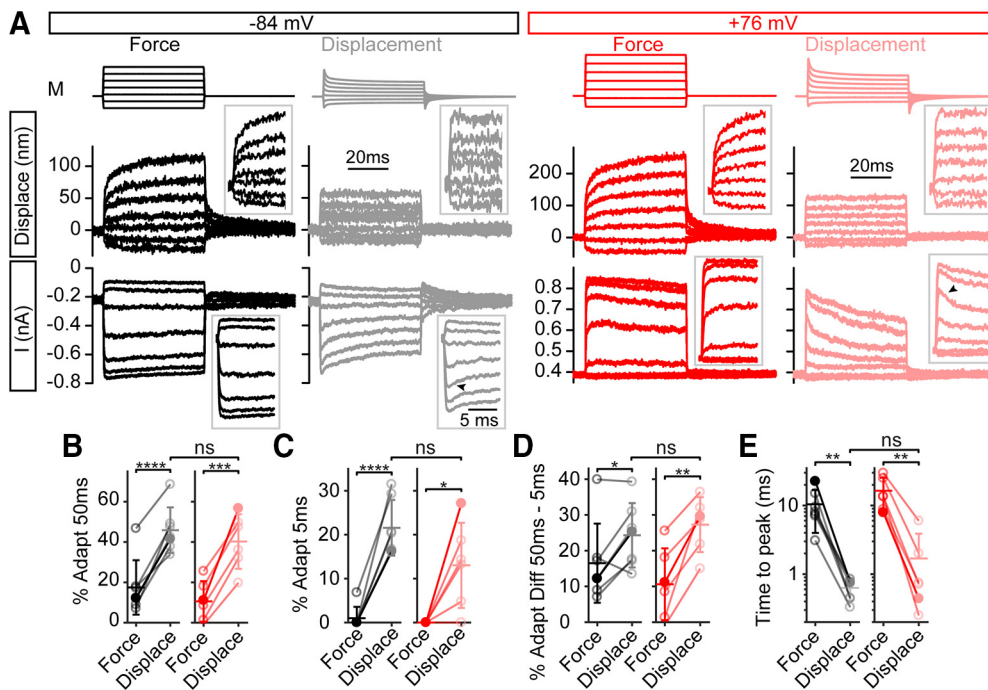 A
-84 mV
+76 mV
Force
Displacement
Force
Displacement
M
Displace (nm)
100
50
0
20ms
200
100
0
20ms
I (nA)
0
-0.2
-0.4
-0.6
-0.8
5 ms
0.8
0.7
0.6
0.5
0.4
B
ns
**** ***
% Adapt 50ms
60
40
20
0
Force
Displace
Force
Displace
C
ns
**** *
% Adapt 5ms
30
20
10
0
Force
Displace
Force
Displace
D
ns
* **
% Adapt Diff 50ms - 5ms
50
40
30
20
10
0
Force
Displace
Force
Displace
E
ns
** **
Time to peak (ms)
10
1
Force
Displace
Force
Displace